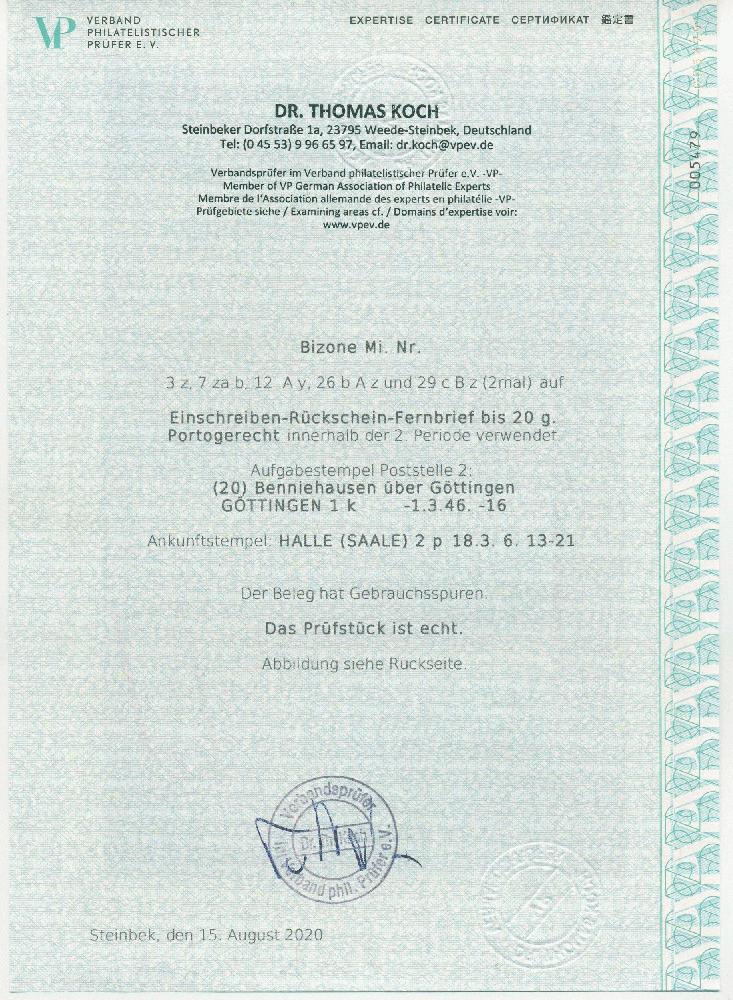 VERBAND
PHILATELISTISCHER
PRÜFER E. V.
EXPERTISE CERTIFICATE СЕРТИФИКАТ 鑑定書
DR. THOMAS KOCH
Steinbeker Dorfstraße 1a, 23795 Weede-Steinbek, Deutschland
Tel: (0 45 53) 9 96 65 97, Email: dr.koch@vpev.de
Verbandsprüfer im Verband philatelistischer Prüfer e.V. -VP-
Member of VP German Association of Philatelic Experts
Membre de l'Association allemande des experts en philatélie -VP-
Prüfgebiete siehe / Examining areas cf. / Domains d'expertise voir:
www.vpev.de
005479
Bizone Mi. Nr.
3 z, 7 za b, 12 A y, 26 b A z und 29 c B z (2mal) auf
Einschreiben-Rückschein-Fernbrief bis 20 g.
Portogerecht innerhalb der 2. Periode verwendet.
Aufgabestempel Poststelle 2:
(20) Benniehausen über Göttingen
GÖTTINGEN 1 k -1.3.46. -16
Ankunftstempel: HALLE (SAALE) 2 p 18.3. 6. 13-21
Der Beleg hat Gebrauchsspuren.
Das Prüfstück ist echt.
Abbildung siehe Rückseite.
Verbandsprüfer
im Verband phil. Prüfer e.V.
Steinbek, den 15. August 2020